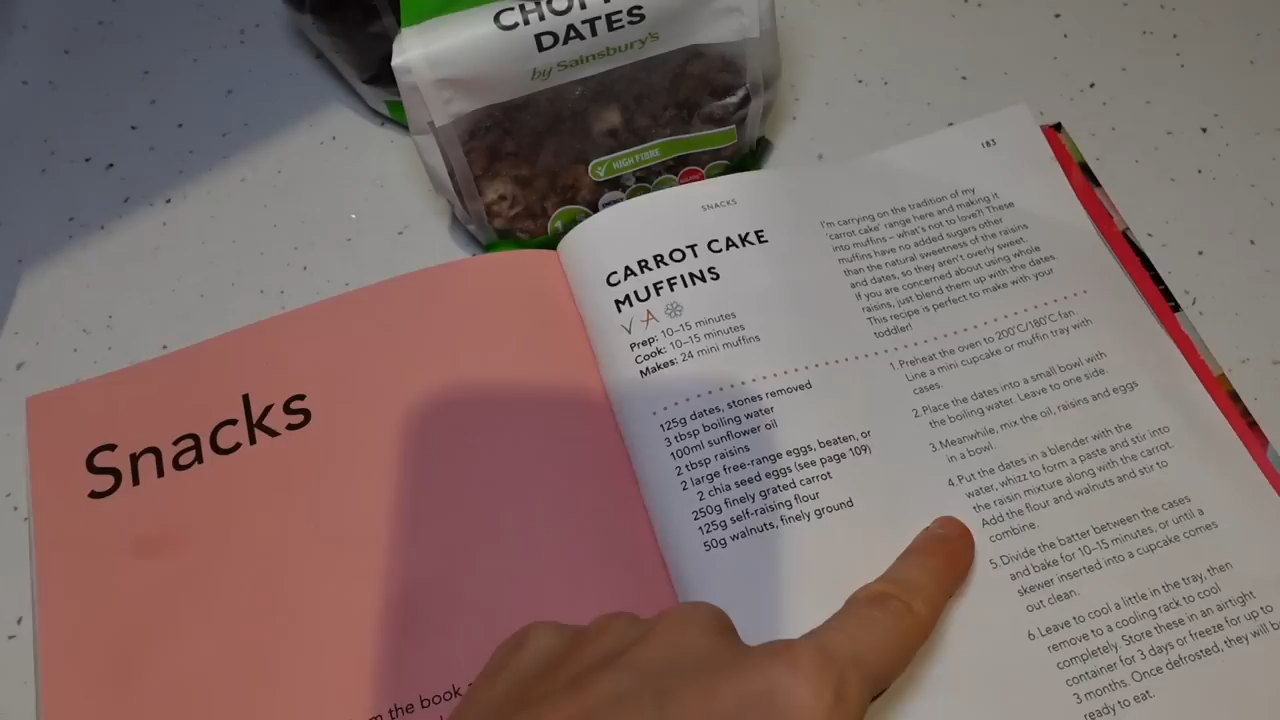 DATES
by Sainsbury's
HIGH FIBRE
183
SNACKS
Snacks
the book
CARROT CAKE
MUFFINS
V A
Prep: 10–15 minutes
Cook: 10–15 minutes
Makes: 24 mini muffins
I'm carrying on the tradition of my
'carrot cake' range here and making it
into muffins – what's not to love?! These
muffins have no added sugars other
than the natural sweetness of the raisins
and dates, so they aren't overly sweet.
If you are concerned about using whole
raisins, just blend them up with the dates.
This recipe is perfect to make with your
toddler!
125g dates, stones removed
3 tbsp boiling water
100ml sunflower oil
2 tbsp raisins
2 large free-range eggs, beaten, or
2 chia seed eggs (see page 109)
250g finely grated carrot
125g self-raising flour
50g walnuts, finely ground
1. Preheat the oven to 200°C/180°C fan.
Line a mini cupcake or muffin tray with
cases.
2. Place the dates into a small bowl with
the boiling water. Leave to one side.
3. Meanwhile, mix the oil, raisins and eggs
in a bowl.
4. Put the dates in a blender with the
water, whizz to form a paste and stir into
the raisin mixture along with the carrot.
Add the flour and walnuts and stir to
combine.
5. Divide the batter between the cases
and bake for 10–15 minutes, or until a
skewer inserted into a cupcake comes
out clean.
6. Leave to cool a little in the tray, then
remove to a cooling rack to cool
completely. Store these in an airtight
container for 3 days or freeze for up to
3 months. Once defrosted, they will be
ready to eat.